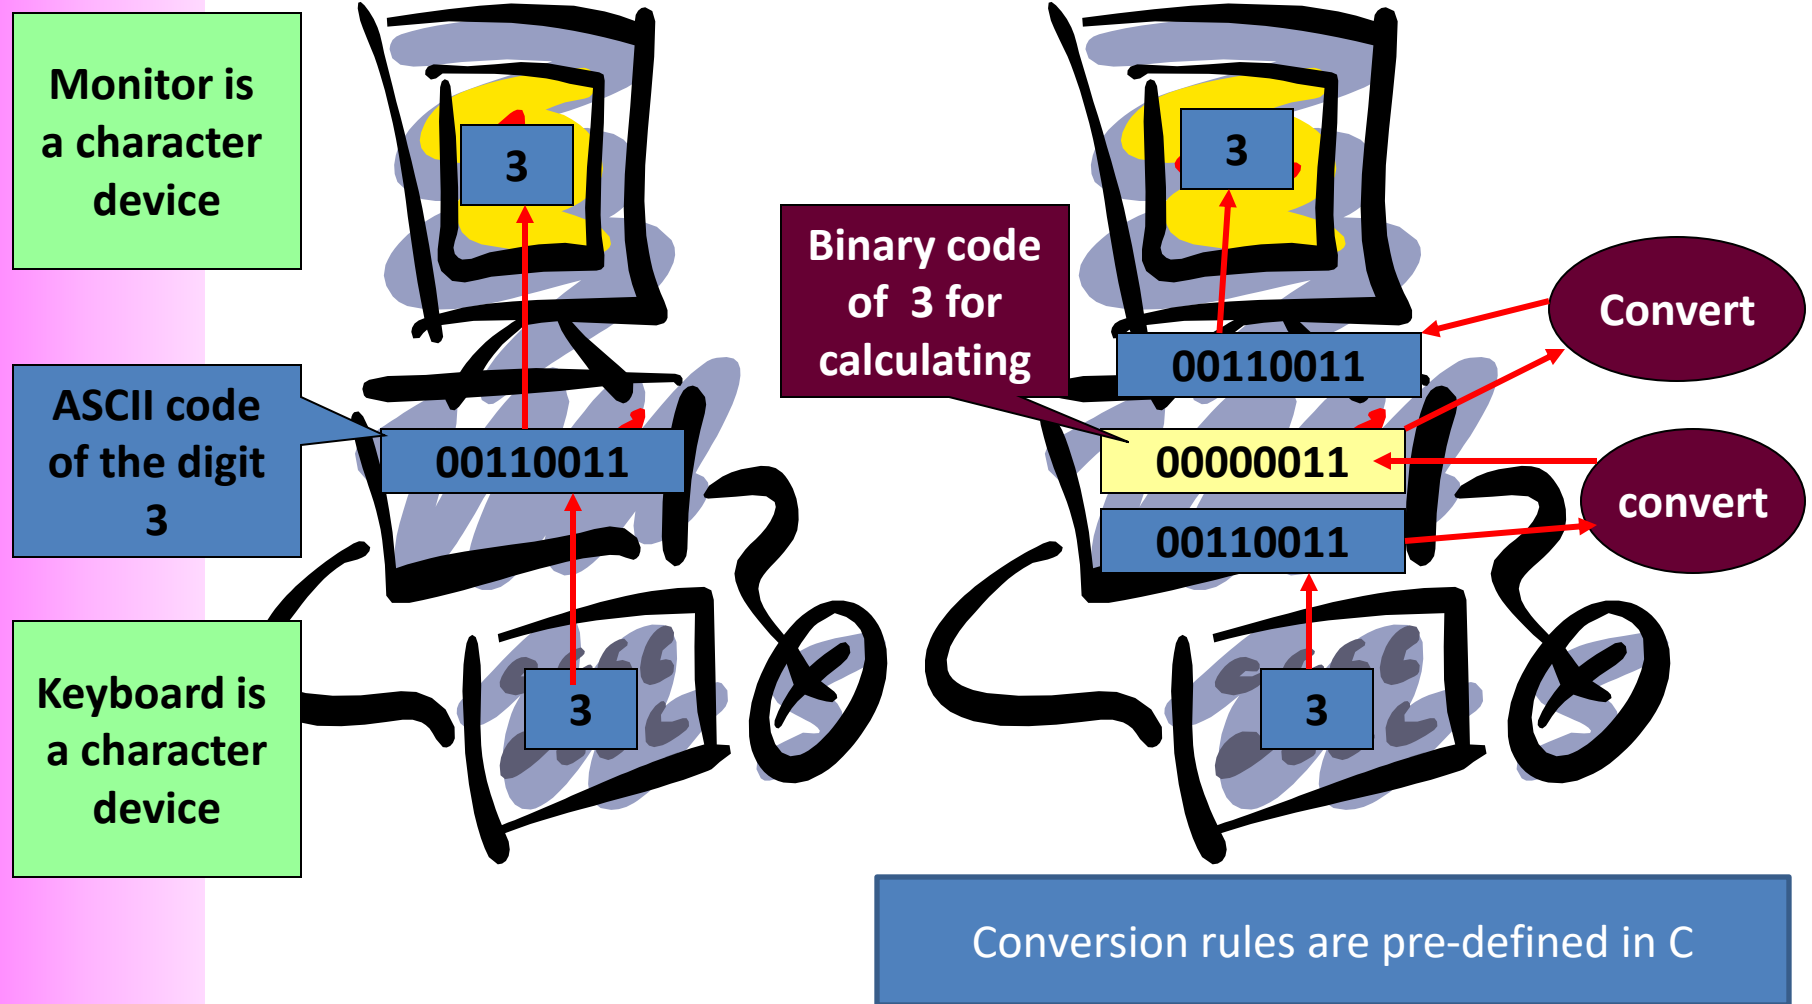 Monitor is
a character
device
3
ASCII code
of the digit
3
00110011
Keyboard is
a character
device
3
3
Binary code
of 3 for
calculating
Convert
00110011
00000011
convert
00110011
3
Conversion rules are pre-defined in C